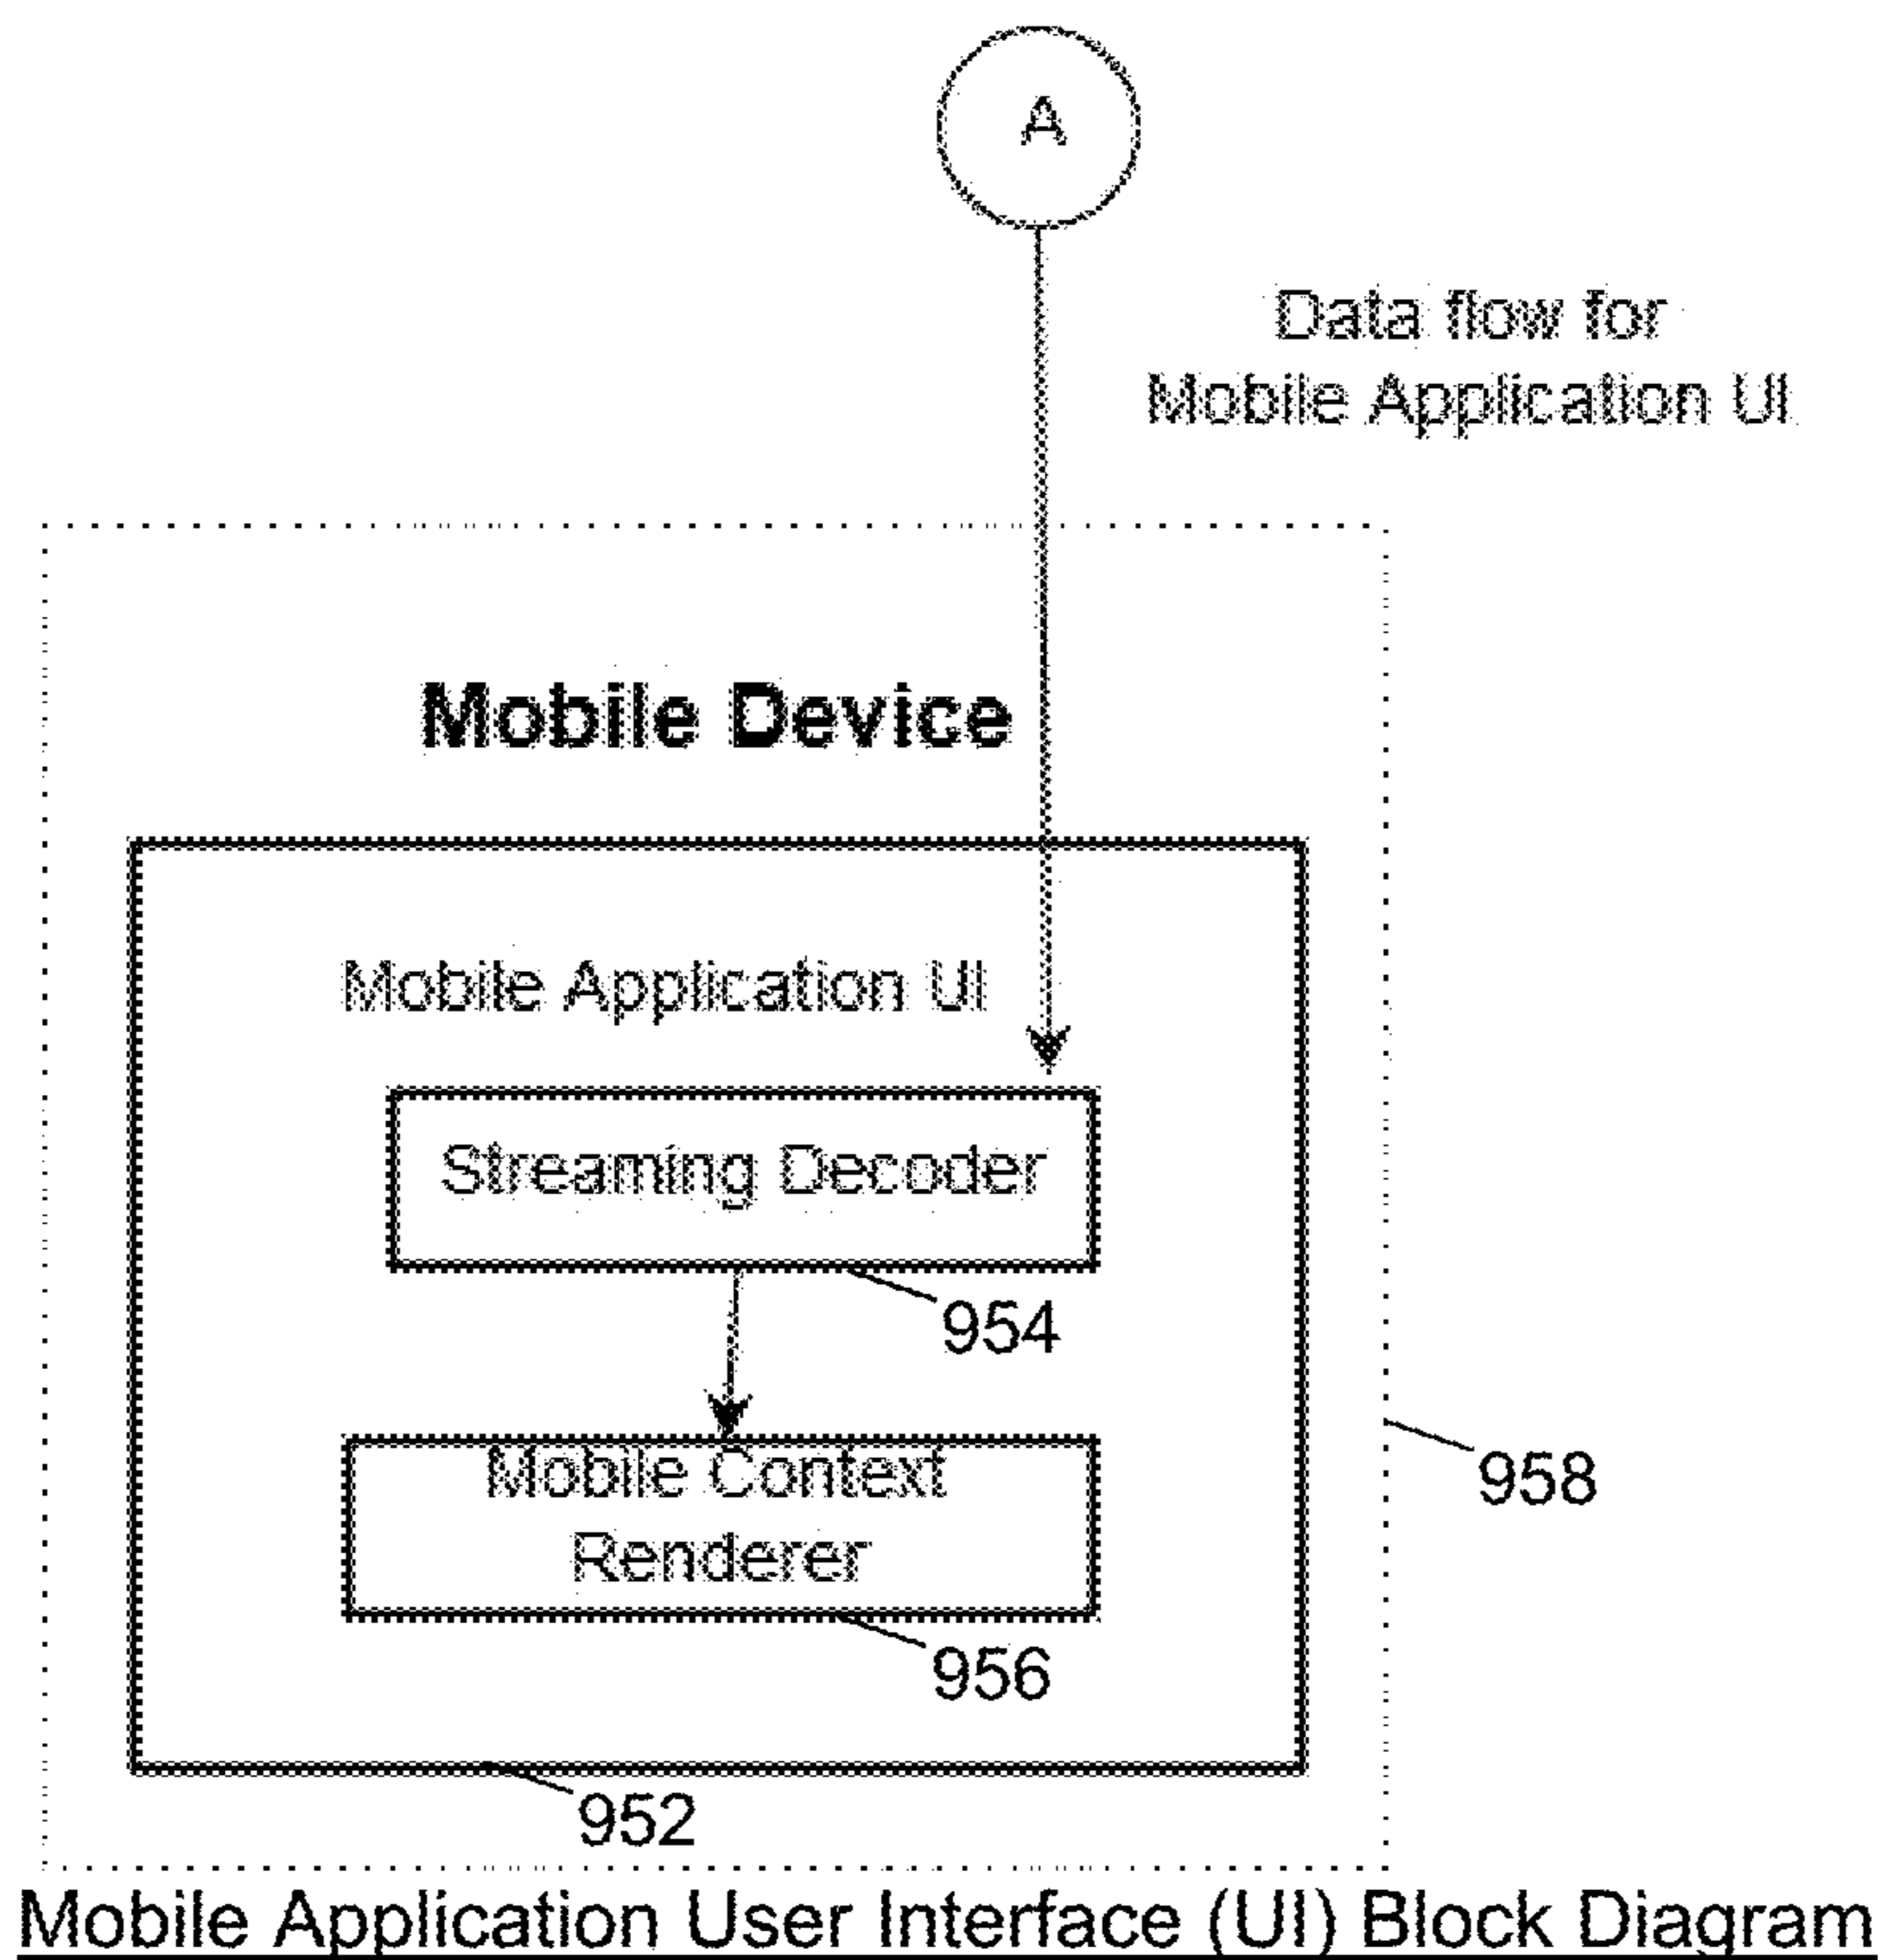 A
Data flow for
Mobile Application UI
Mobile Device
Mobile Application UI
Streaming Decoder
954
Mobile Context
Renderer
958
956
952
Mobile Application User Interface (UI) Block Diagram